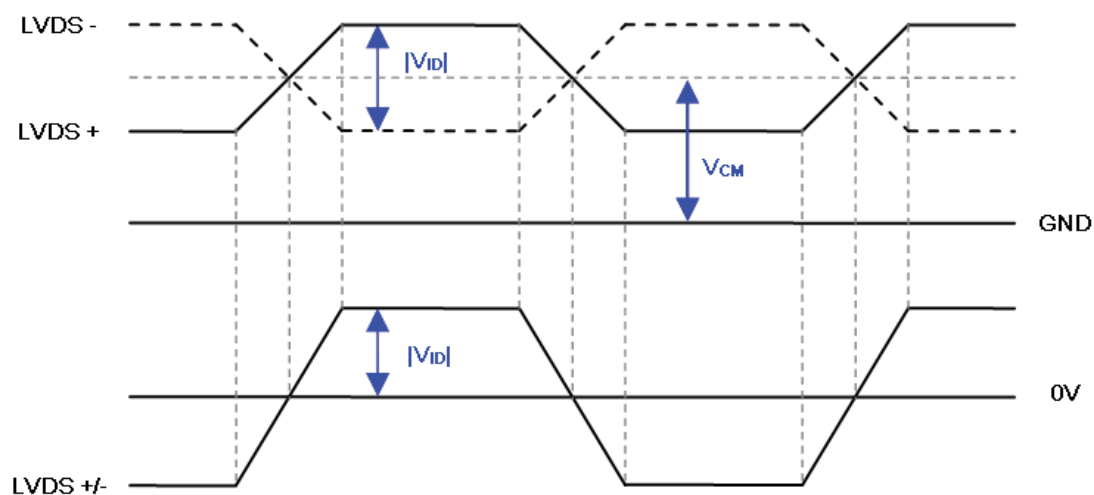 LVDS -
|VID|
LVDS +
VCM
GND
|VID|
0V
LVDS +/-